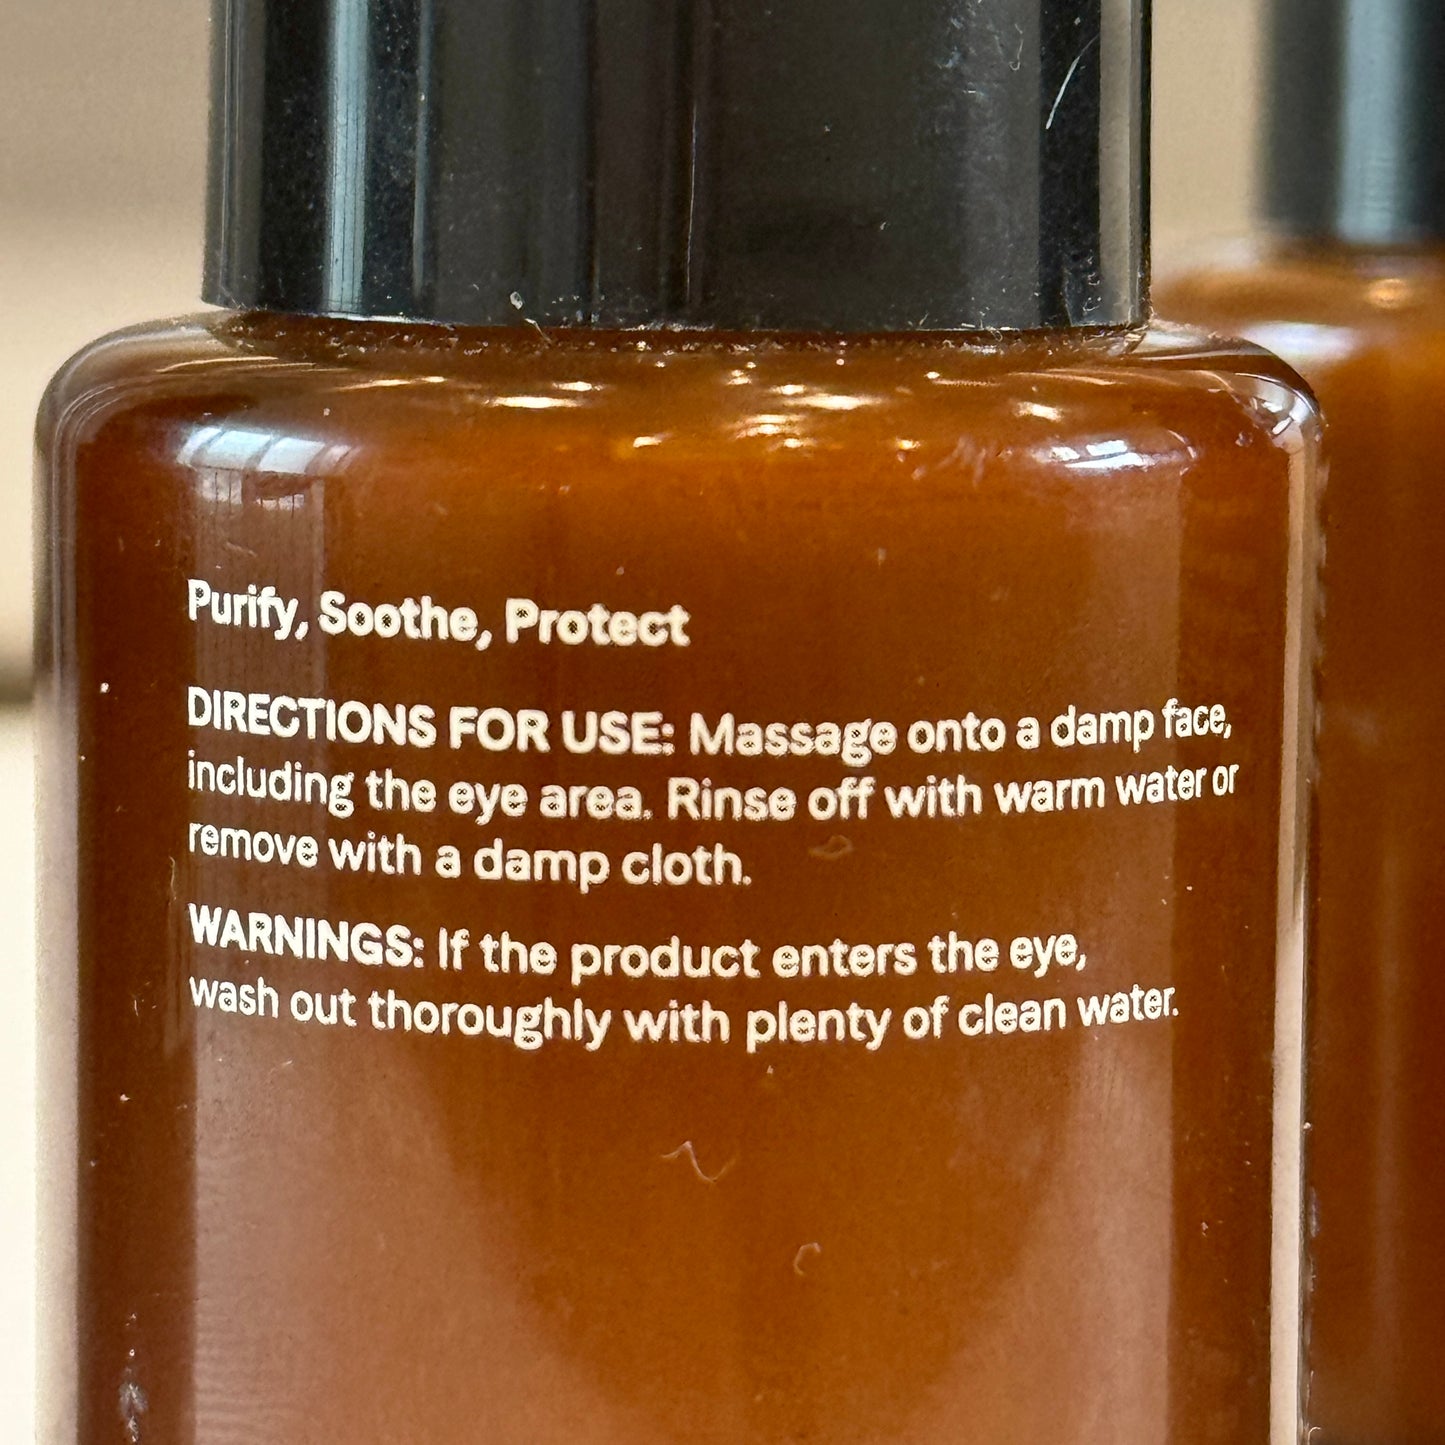 Purify, Soothe, Protect
DIRECTIONS FOR USE: Massage onto a damp face,
including the eye area. Rinse off with warm water or
remove with a damp cloth.
WARNINGS: If the product enters the eye,
wash out thoroughly with plenty of clean water.